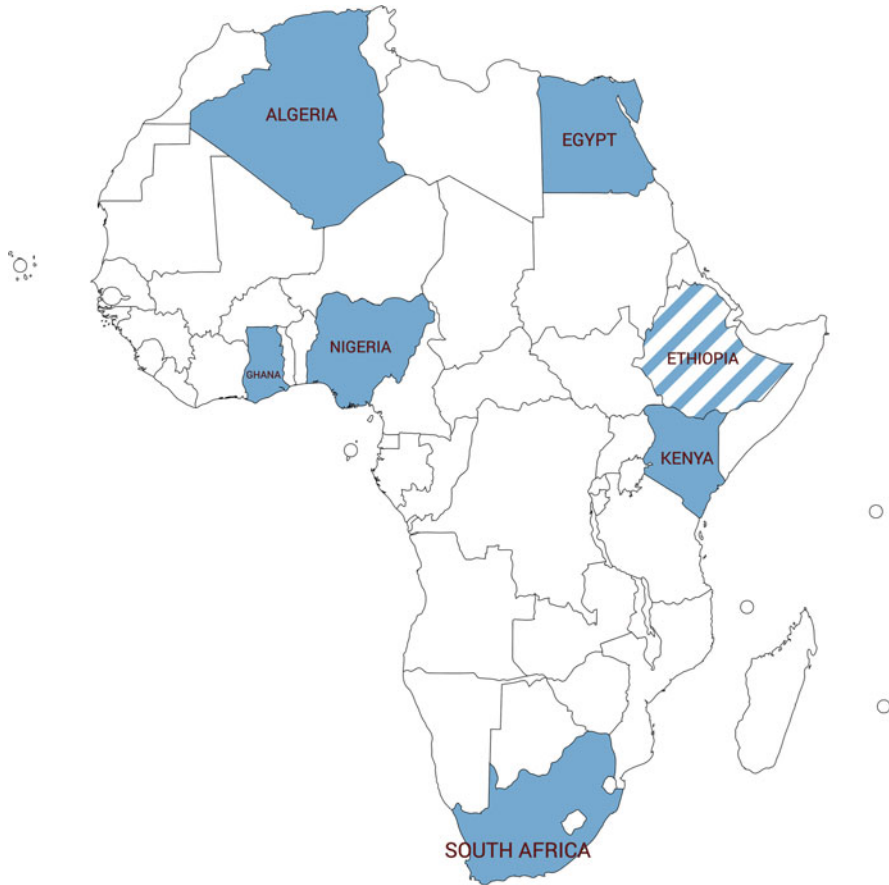 ALGERIA
EGYPT
NIGERIA
GHANA
ETHIOPIA
KENYA
SOUTH AFRICA